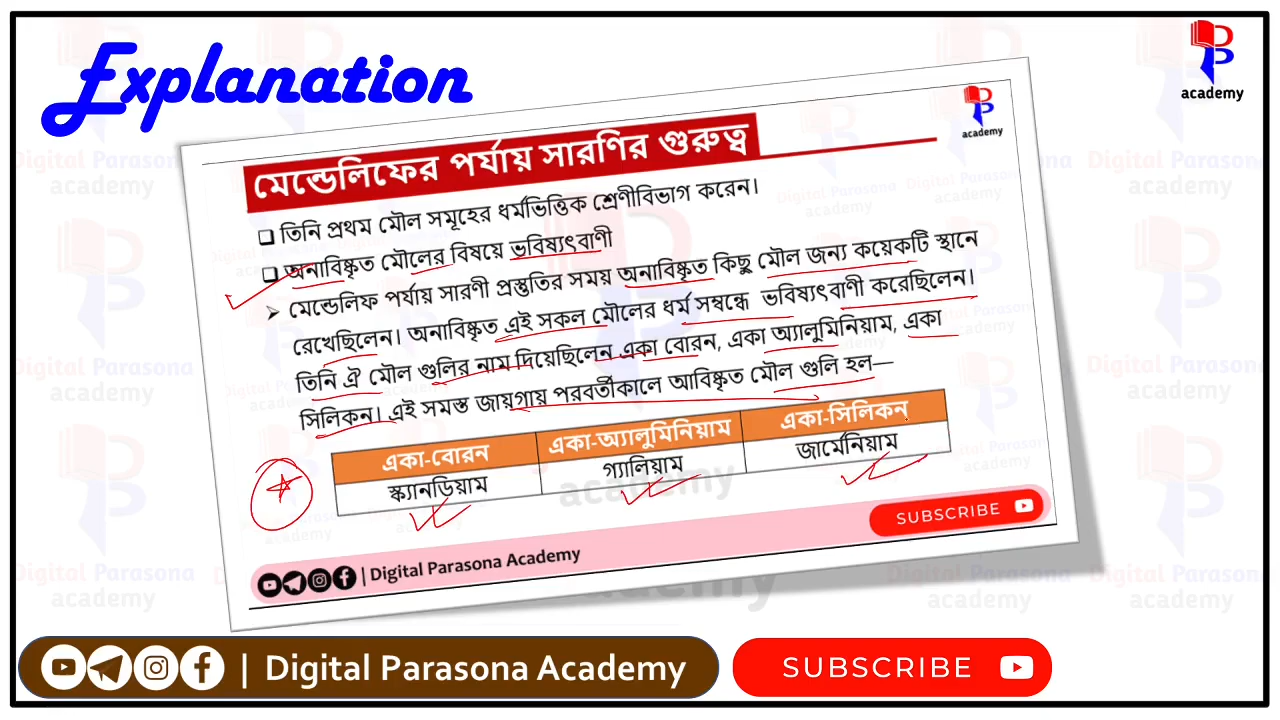 Explanation
academy
academy
মেন্ডেলিফের পর্যায় সারণির গুরুত্ব
❑ তিনি প্রথম মৌল সমূহের ধর্মভিত্তিক শ্রেণীবিভাগ করেন।
❑ অনাবিষ্কৃত মৌলের বিষয়ে ভবিষ্যৎবাণী
➢ মেন্ডেলিফ পর্যায় সারণী প্রস্তুতির সময় অনাবিষ্কৃত কিছু মৌল জন্য কয়েকটি স্থানে
রেখেছিলেন। অনাবিষ্কৃত এই সকল মৌলের ধর্ম সম্বন্ধে ভবিষ্যৎবাণী করেছিলেন।
তিনি ঐ মৌল গুলির নাম দিয়েছিলেন একা বোরন, একা অ্যালুমিনিয়াম, একা
সিলিকন। এই সমস্ত জায়গায় পরবর্তীকালে আবিষ্কৃত মৌল গুলি হল—
একা-বোরন একা-অ্যালুমিনিয়াম একা-সিলিকন
স্ক্যানডিয়াম গ্যালিয়াম জার্মেনিয়াম
SUBSCRIBE
| Digital Parasona Academy
| Digital Parasona Academy
SUBSCRIBE